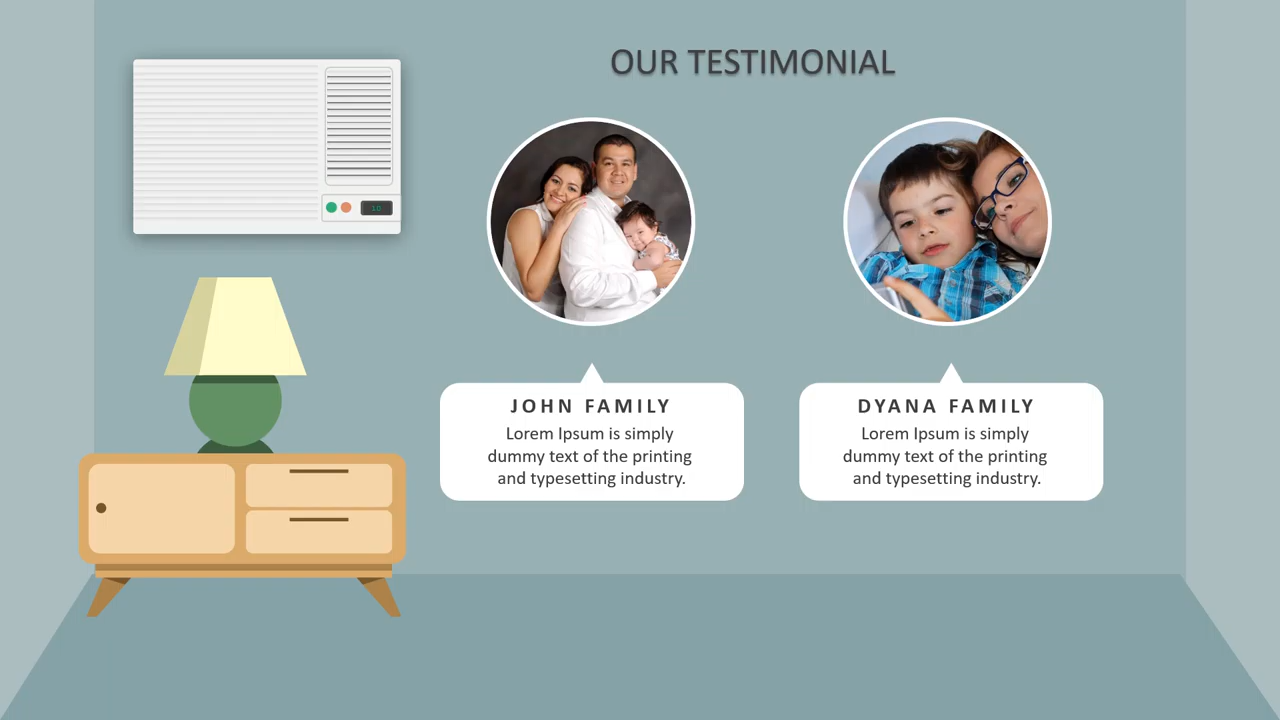 OUR TESTIMONIAL
JOHN FAMILY
Lorem Ipsum is simply
dummy text of the printing
and typesetting industry.
DYANA FAMILY
Lorem Ipsum is simply
dummy text of the printing
and typesetting industry.